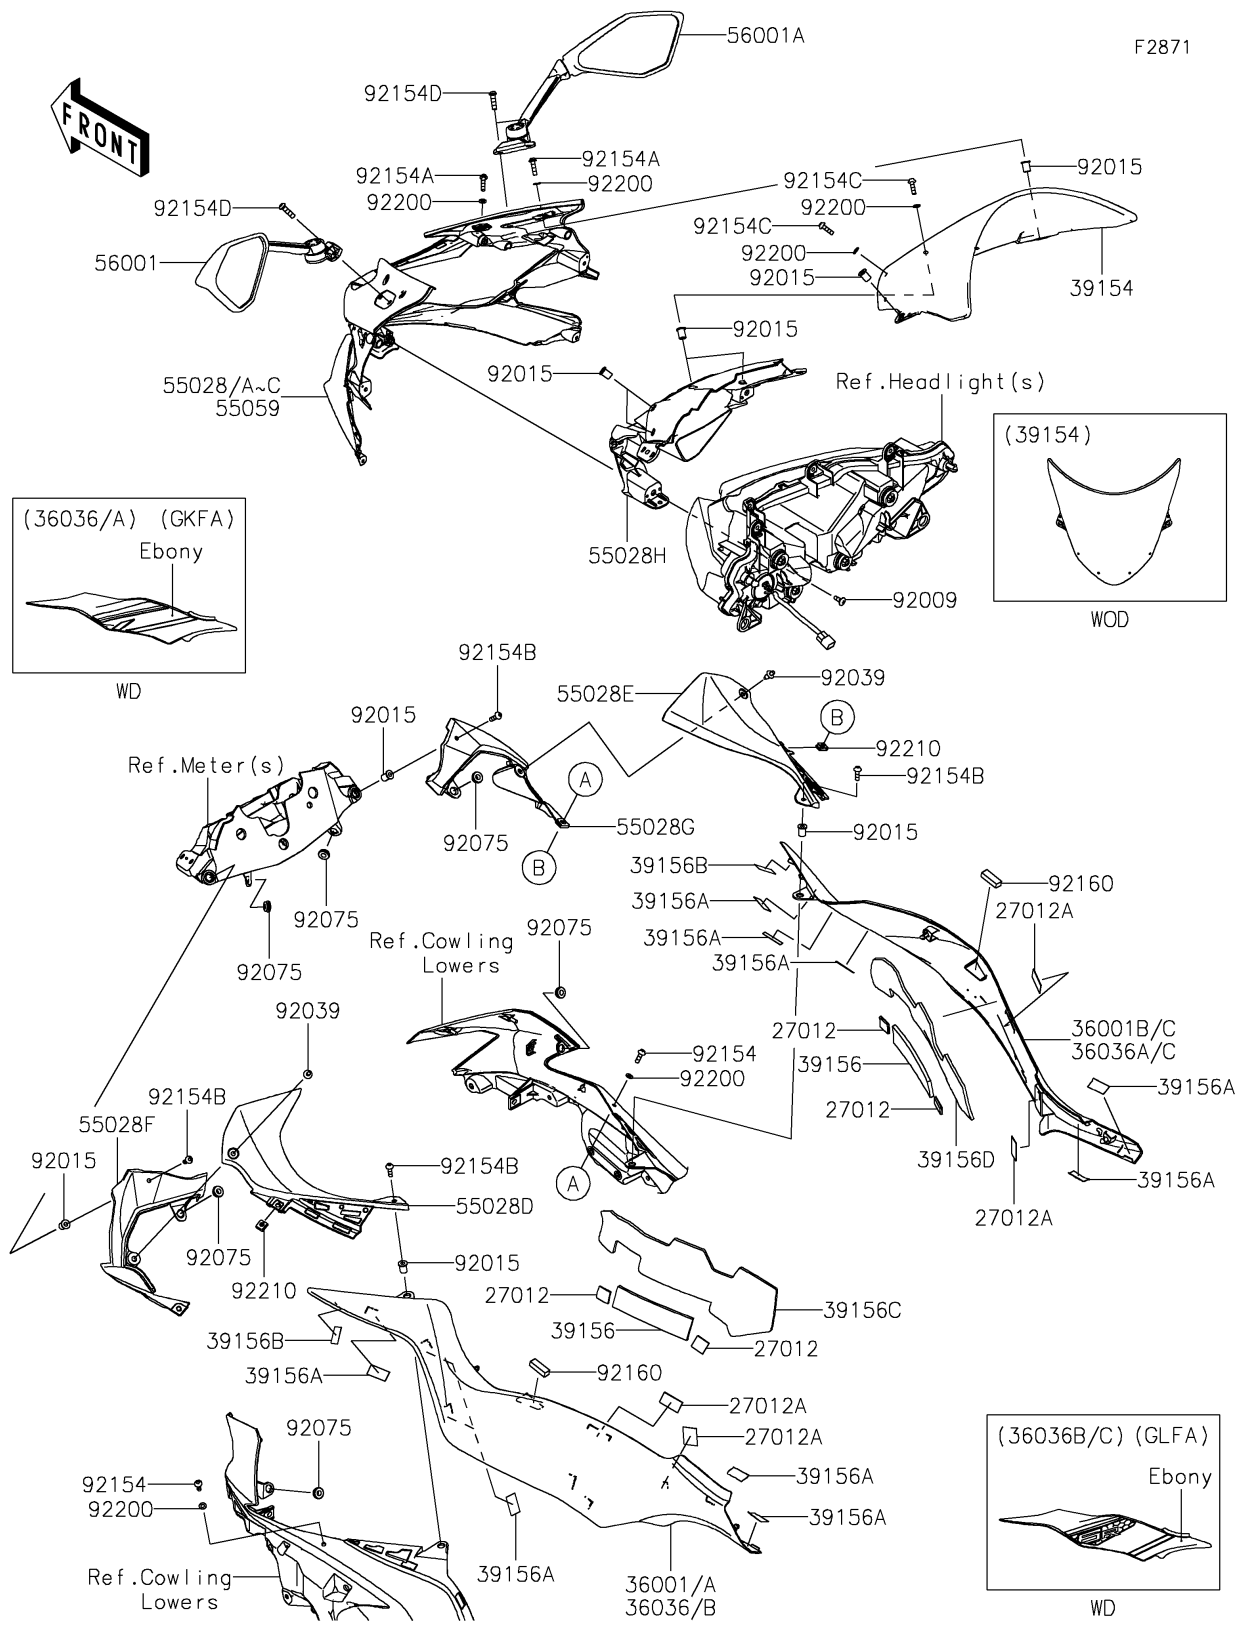 56001A
F2871
92154D
FRONT
92154A
92154A
92200
92200
92154D
56001
92154C
92015
92200
92154C
92200
92015
39154
92015
92015
55028/A~C
55059
Ref.Headlight(s)
(39154)
WOD
(36036/A) (GKFA)
Ebony
WD
55028H
92009
92154B
55028E
92039
B
92210
92154B
92015
Ref.Meter(s)
92015
A
92075
55028G
B
92015
92075
92075
39156B
39156A
39156A
39156A
92160
27012A
Ref.Cowling
Lowers
92075
92039
92154
92200
27012
39156
27012
36001B/C
36036A/C
39156A
39156D
27012A
39156A
92154B
55028F
92015
92154B
55028D
A
92075
92210
92015
27012
39156
39156C
27012
39156B
39156A
92160
27012A
27012A
39156A
39156A
92075
92154
92200
Ref.Cowling
Lowers
39156A
36001/A
36036/B
(36036B/C) (GLFA)
Ebony
WD